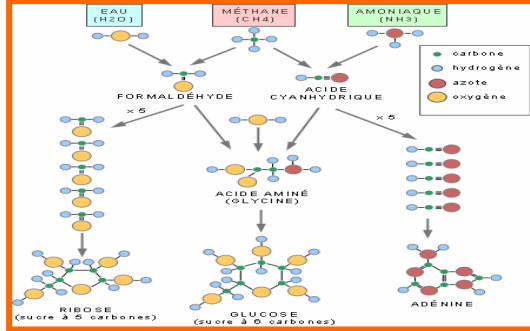 EAU
(H2O)
MÉTHANE
(CH4)
AMONIAQUE
(NH3)
carbone
hydrogène
azote
oxygène
FORMALDÉHYDE
ACIDE
CYANHYDRIQUE
x 5
x 5
ACIDE AMINÉ
(GLYCINE)
RIBOSE
(sucre à 5 carbones)
GLUCOSE
(sucre à 6 carbones)
ADÉNINE